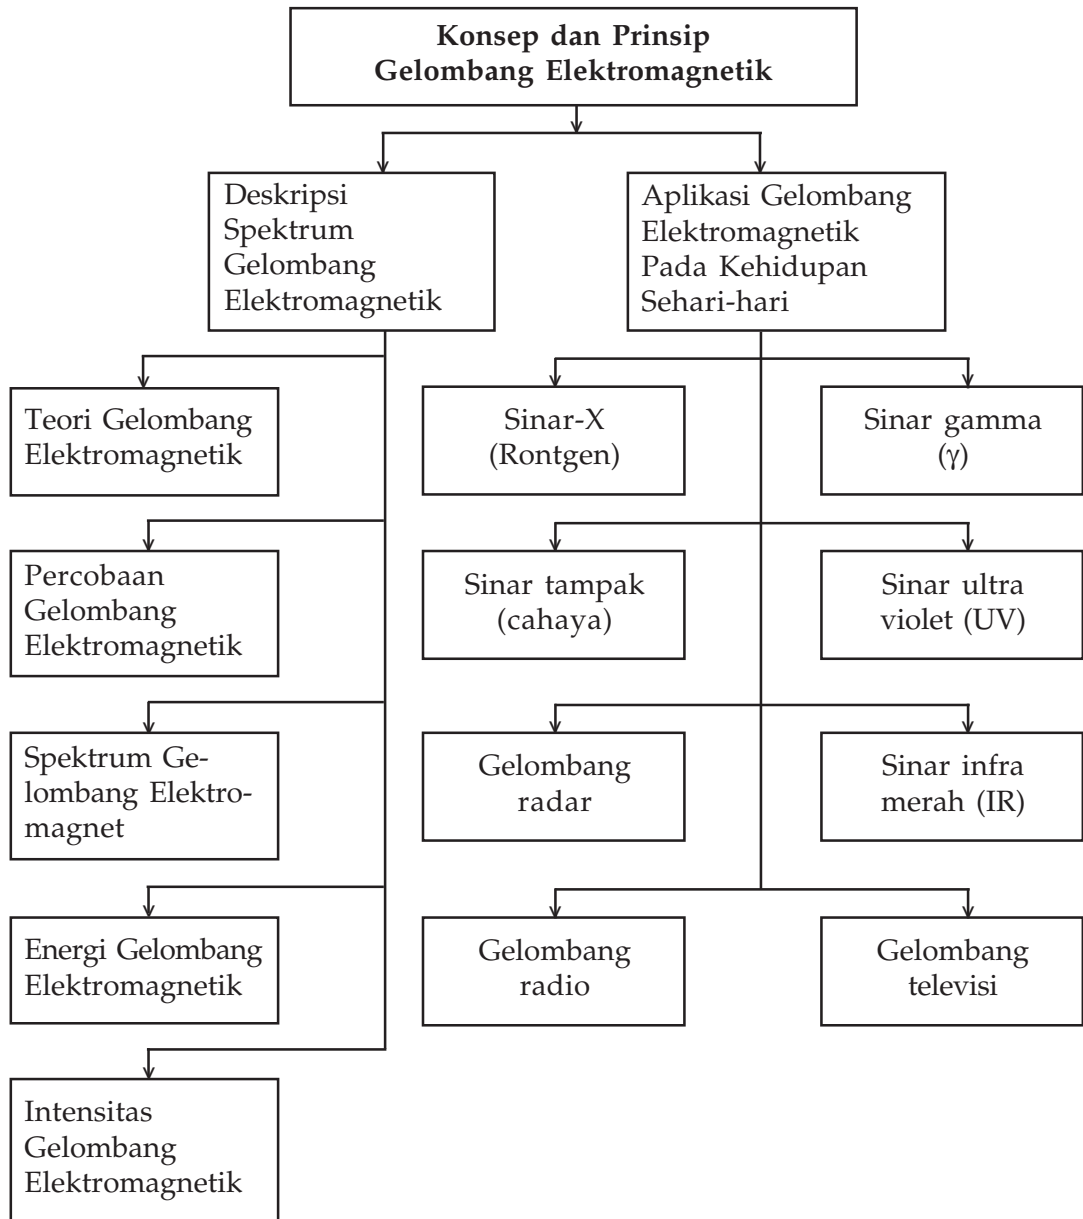 Konsep dan Prinsip
Gelombang Elektromagnetik
Deskripsi
Spektrum
Gelombang
Elektromagnetik
Aplikasi Gelombang
Elektromagnetik
Pada Kehidupan
Sehari-hari
Teori Gelombang
Elektromagnetik
Percobaan
Gelombang
Elektromagnetik
Spektrum Ge-
lombang Elektro-
magnet
Energi Gelombang
Elektromagnetik
Intensitas
Gelombang
Elektromagnetik
Sinar-X
(Rontgen)
Sinar gamma
(γ)
Sinar tampak
(cahaya)
Sinar ultra
violet (UV)
Gelombang
radar
Sinar infra
merah (IR)
Gelombang
radio
Gelombang
televisi